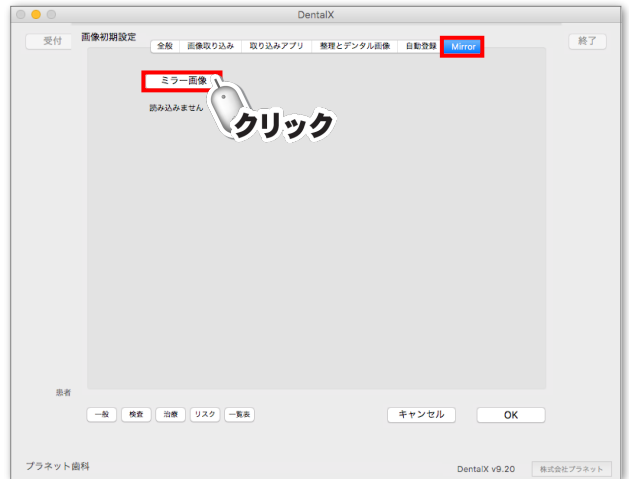 DentalX
受付
画像初期設定
全般 画像取り込み 取り込みアプリ 整理とデンタル画像 自動登録 Mirror
終了
ミラー画像
読み込みません
クリック
患者
一般 検査 治療 リスク 一覧表 キャンセル OK
プラネット歯科
DentalX v9.20
株式会社プラネット